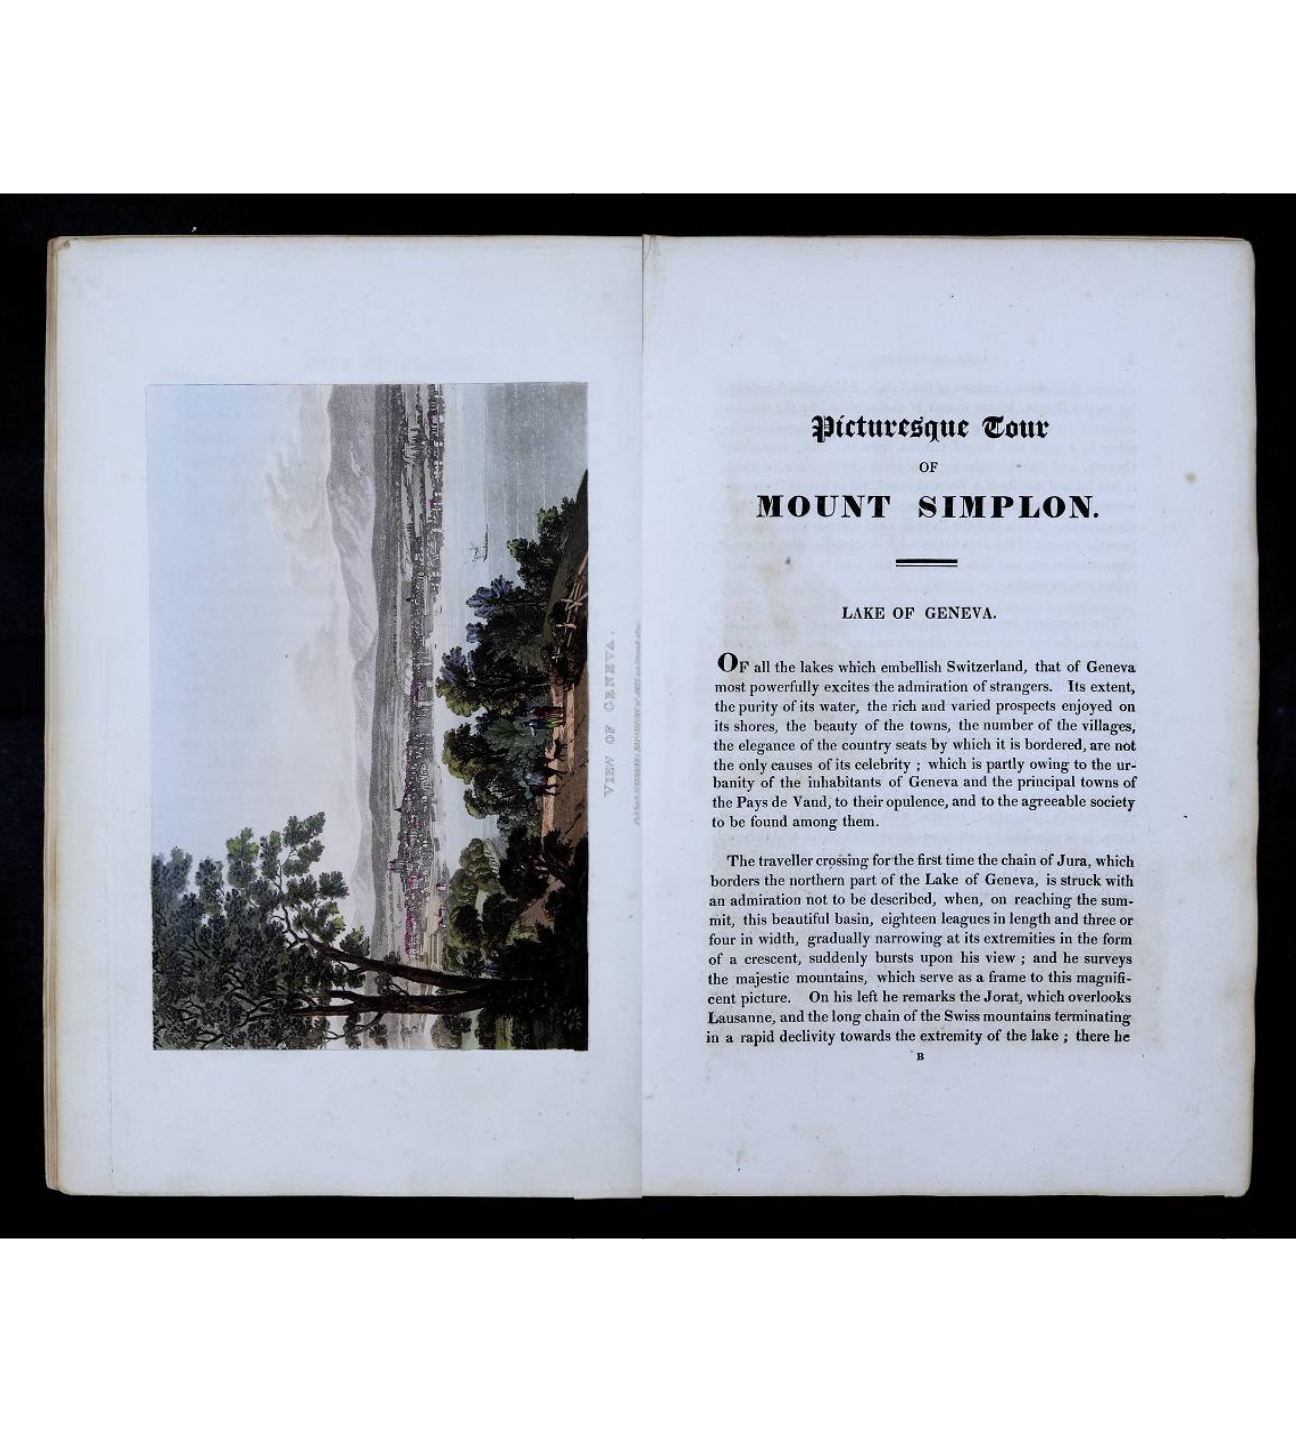 VIEW OF GENEVA.
Picturesque Tour
OF
MOUNT SIMPLON.
LAKE OF GENEVA.
OF all the lakes which embellish Switzerland, that of Geneva
most powerfully excites the admiration of strangers. Its extent,
the purity of its water, the rich and varied prospects enjoyed on
its shores, the beauty of the towns, the number of the villages,
the elegance of the country seats by which it is bordered, are not
the only causes of its celebrity ; which is partly owing to the ur-
banity of the inhabitants of Geneva and the principal towns of
the Pays de Vaud, to their opulence, and to the agreeable society
to be found among them.
The traveller crossing for the first time the chain of Jura, which
borders the northern part of the Lake of Geneva, is struck with
an admiration not to be described, when, on reaching the sum-
mit, this beautiful basin, eighteen leagues in length and three or
four in width, gradually narrowing at its extremities in the form
of a crescent, suddenly bursts upon his view ; and he surveys
the majestic mountains, which serve as a frame to this magnifi-
cent picture. On his left he remarks the Jorat, which overlooks
Lausanne, and the long chain of the Swiss mountains terminating
in a rapid declivity towards the extremity of the lake ; there he
B